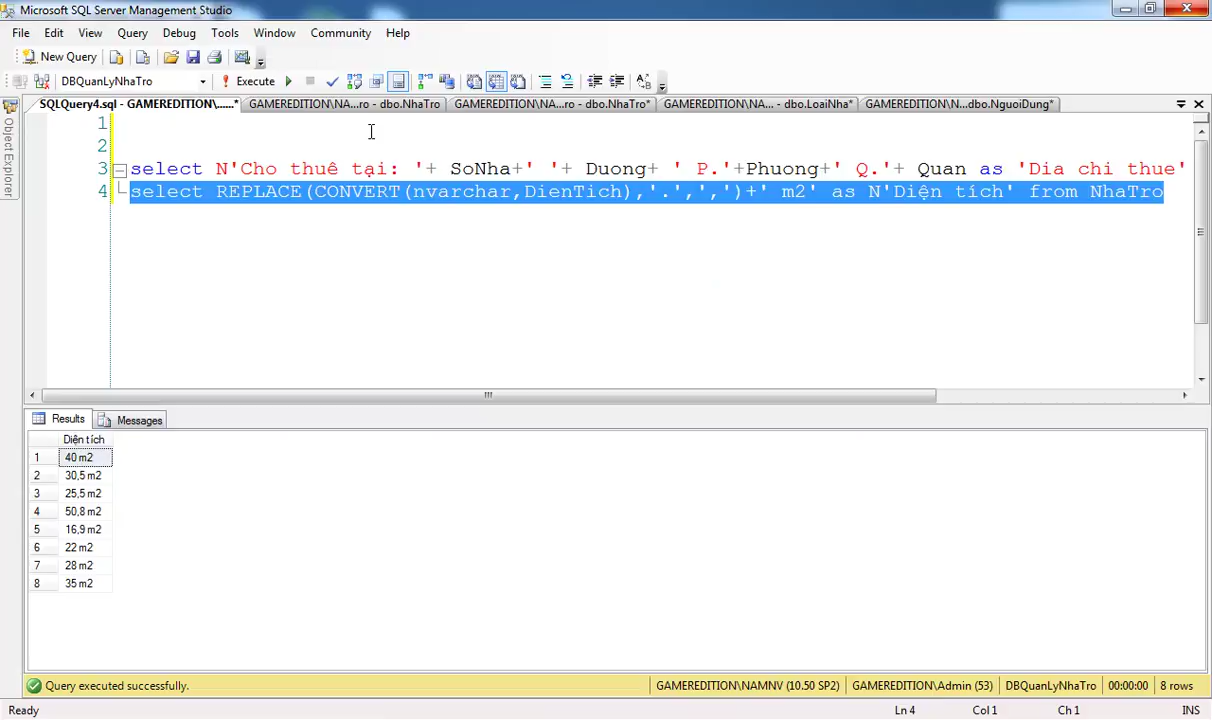 Microsoft SQL Server Management Studio
File Edit View Query Debug Tools Window Community Help
New Query
DBQuanLyNhaTro Execute
SQLQuery4.sql - GAMEREDITION\......* GAMEREDITION\NA...ro - dbo.NhaTro GAMEREDITION\NA...ro - dbo.NhaTro* GAMEREDITION\NA... - dbo.LoaiNha* GAMEREDITION\N...dbo.NguoiDung*
Object Explorer
1
2
3 select N'Cho thuê tại: '+ SoNha+' '+ Duong+ ' P.'+Phuong+' Q.'+ Quan as 'Dia chi thue'
4 select REPLACE(CONVERT(nvarchar,DienTich),'.',',')+' m2' as N'Diện tích' from NhaTro
Results Messages
Diện tích
1 40 m2
2 30,5 m2
3 25,5 m2
4 50,8 m2
5 16,9 m2
6 22 m2
7 28 m2
8 35 m2
Query executed successfully. GAMEREDITION\NAMNV (10.50 SP2) GAMEREDITION\Admin (53) DBQuanLyNhaTro 00:00:00 8 rows
Ready Ln 4 Col 1 Ch 1 INS